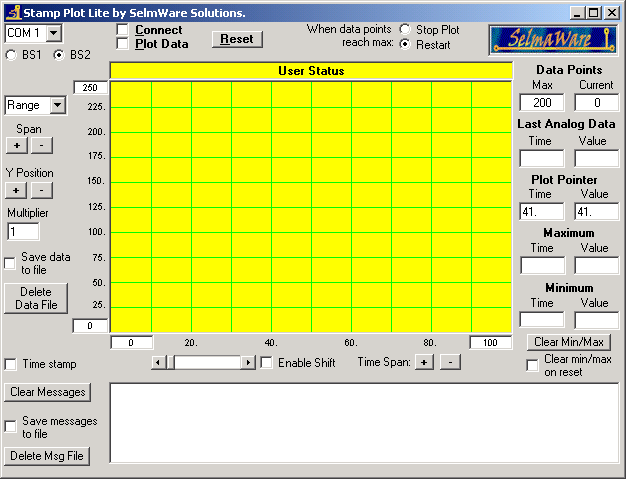 Stamp Plot Lite by SelmWare Solutions.
COM 1
Connect
Plot Data
Reset
When data points
reach max:
Stop Plot
Restart
SelmaWare
BS1
BS2
User Status
Data Points
Max
Current
200
0
Last Analog Data
Time
Value
Plot Pointer
Time
Value
41.
41.
Maximum
Time
Value
Minimum
Time
Value
Clear Min/Max
Clear min/max
on reset
Range
Span
+
-
Y Position
+
-
Multiplier
1
Save data
to file
Delete
Data File
250
225.
200.
175.
150.
125.
100.
75.
50.
25.
0
0
20.
40.
60.
80.
100
Time stamp
Enable Shift
Time Span:
+
-
Clear Messages
Save messages
to file
Delete Msg File